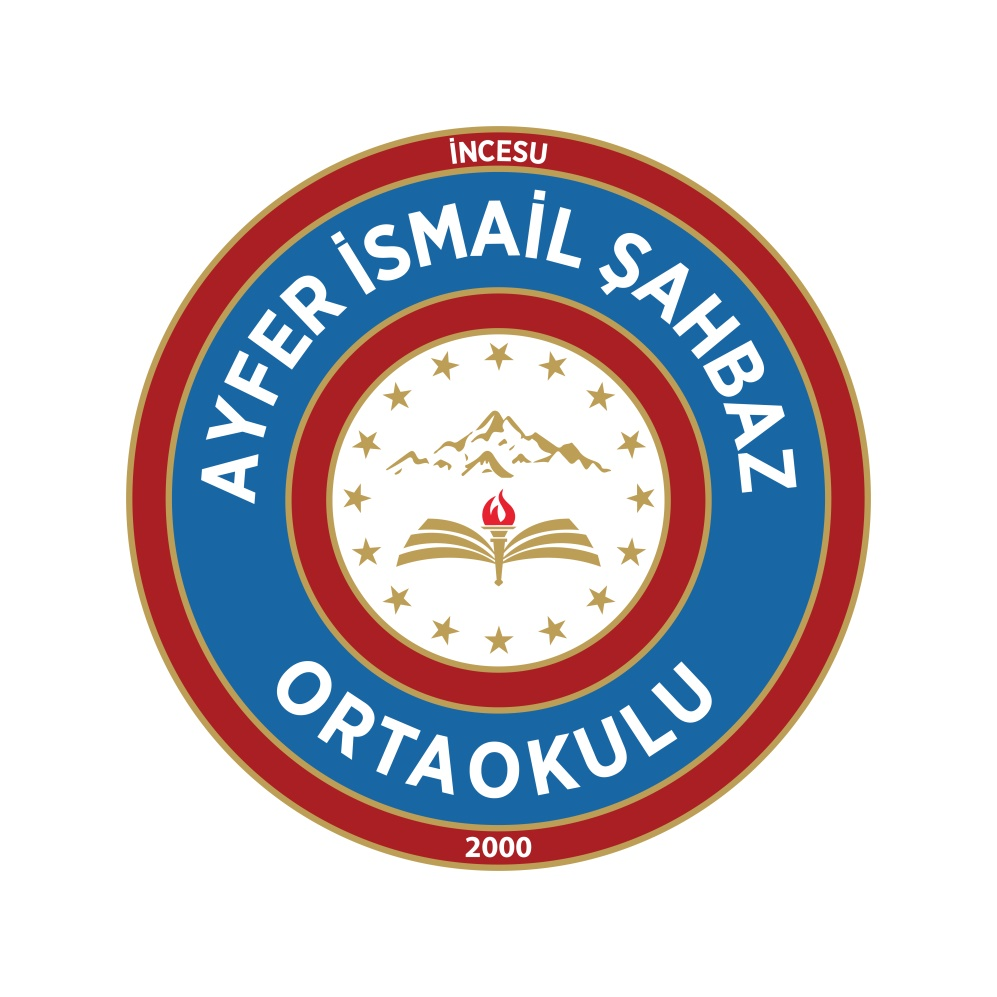 İNCESU
AYFER İSMAİL ŞAHBAZ
ORTAOKULU
2000